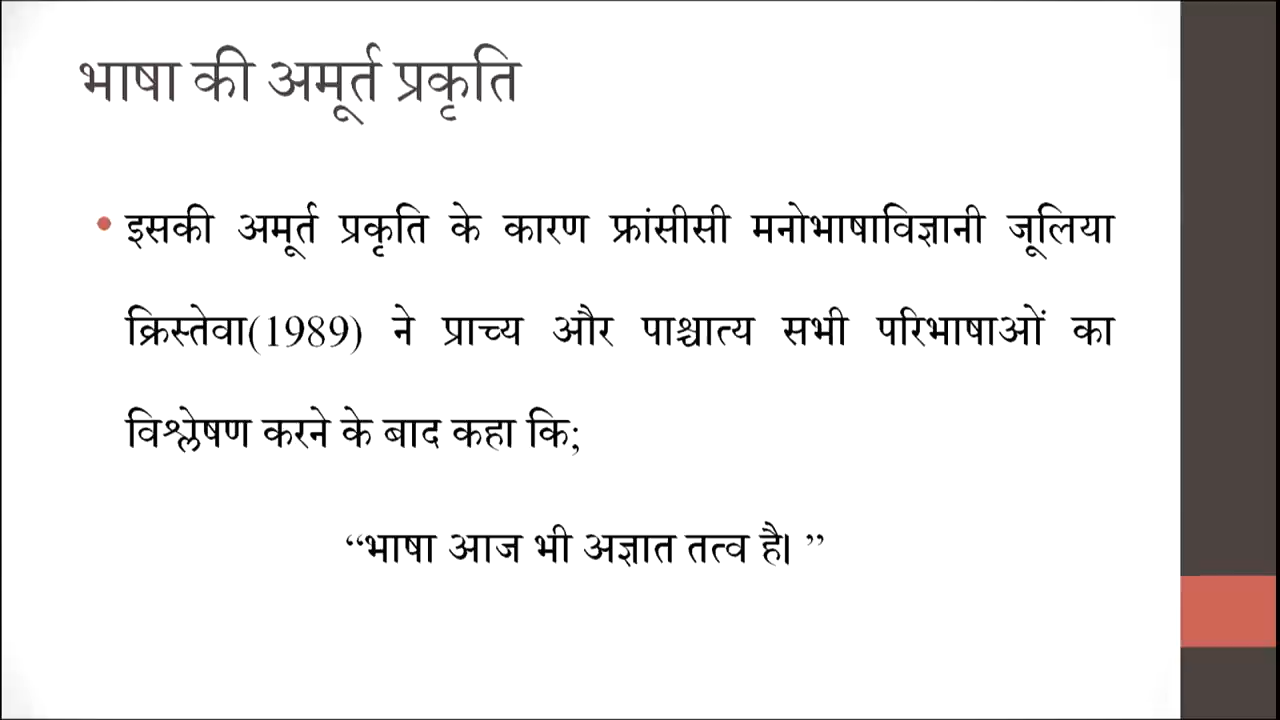 भाषा की अमूर्त प्रकृति
• इसकी अमूर्त प्रकृति के कारण फ्रांसीसी मनोभाषाविज्ञानी जूलिया
क्रिस्तेवा(1989) ने प्राच्य और पाश्चात्य सभी परिभाषाओं का
विश्लेषण करने के बाद कहा कि;
“भाषा आज भी अज्ञात तत्व है। ”